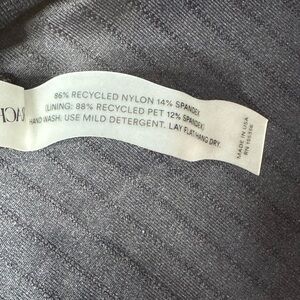 86% RECYCLED NYLON 14% SPANDEX
(LINING: 88% RECYCLED PET 12% SPANDEX)
HAND WASH. USE MILD DETERGENT. LAY FLAT/HANG DRY.
MADE IN USA